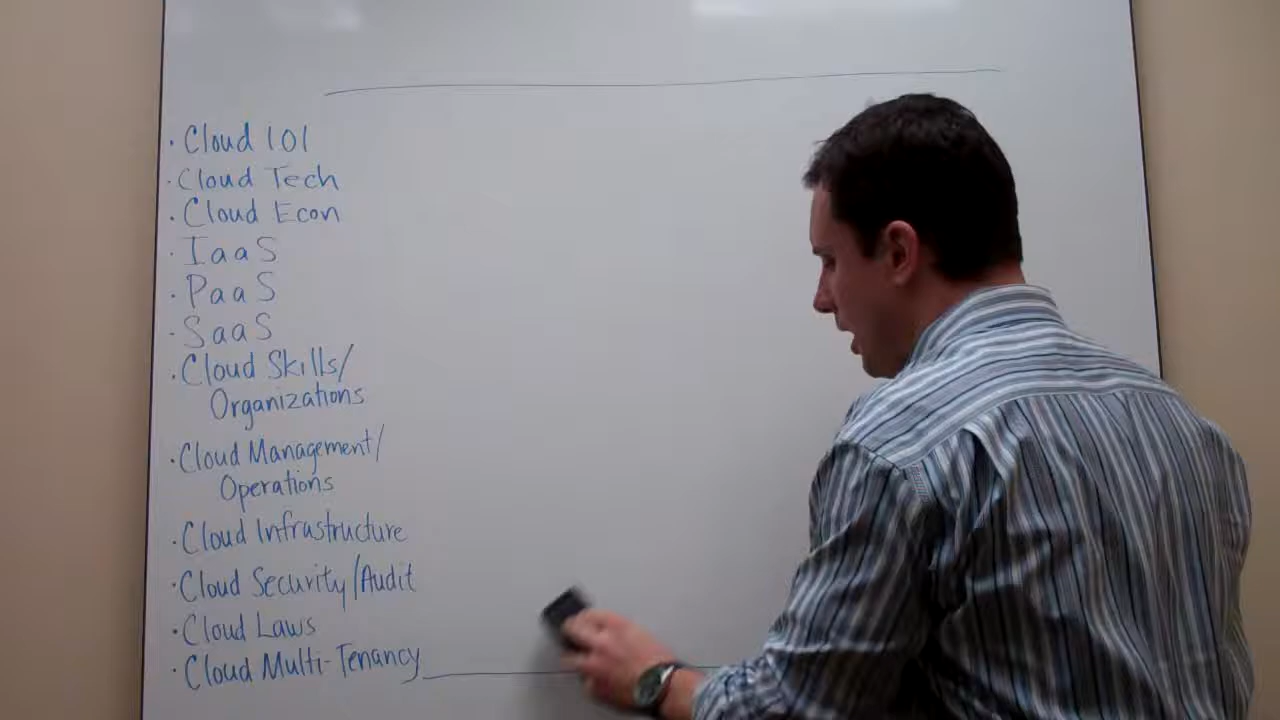 · Cloud 101
· Cloud Tech
· Cloud Econ
· IaaS
· PaaS
· SaaS
· Cloud Skills/
Organizations
· Cloud Management/
Operations
· Cloud Infrastructure
· Cloud Security/Audit
· Cloud Laws
· Cloud Multi-Tenancy